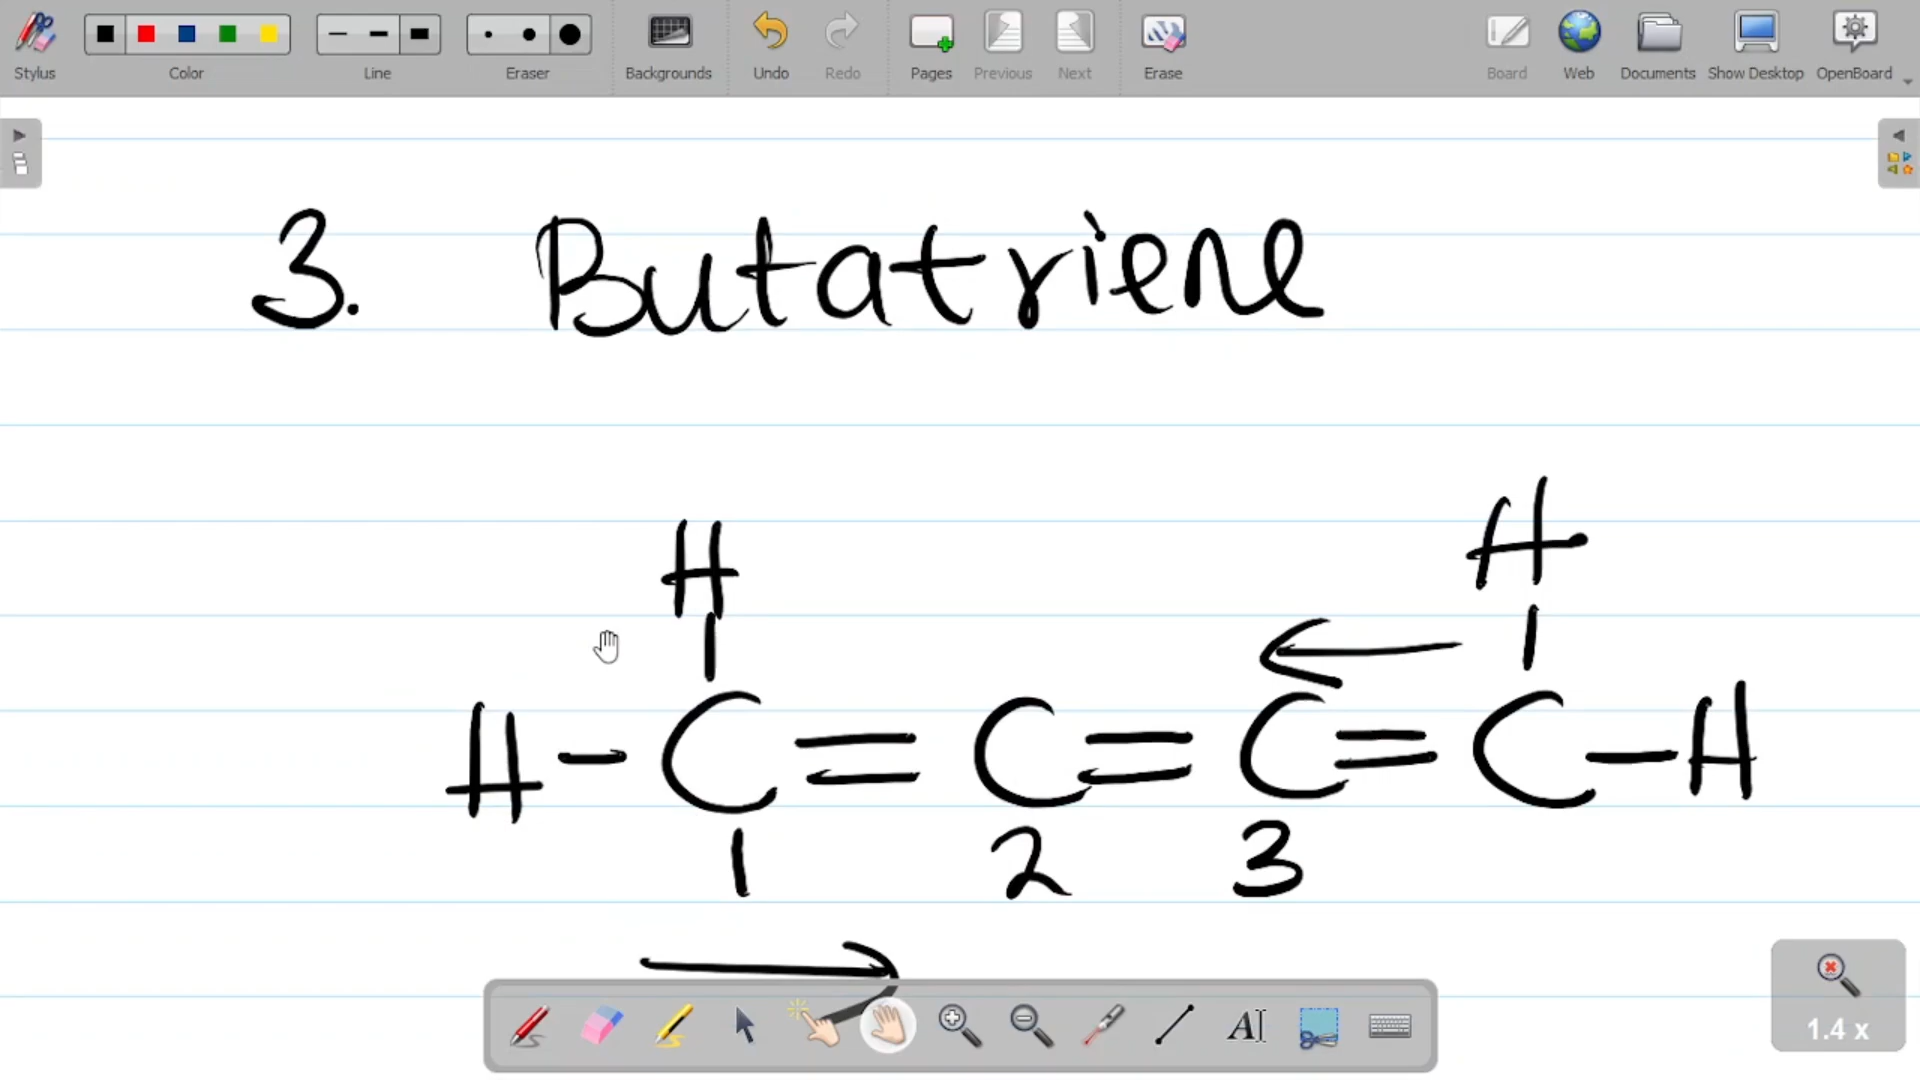 Stylus Color Line Eraser Backgrounds Undo Redo Pages Previous Next Erase Board Web Documents Show Desktop OpenBoard
3. Butatriene
H H
H-C=C=C=C-H
1 2 3
1.4 x